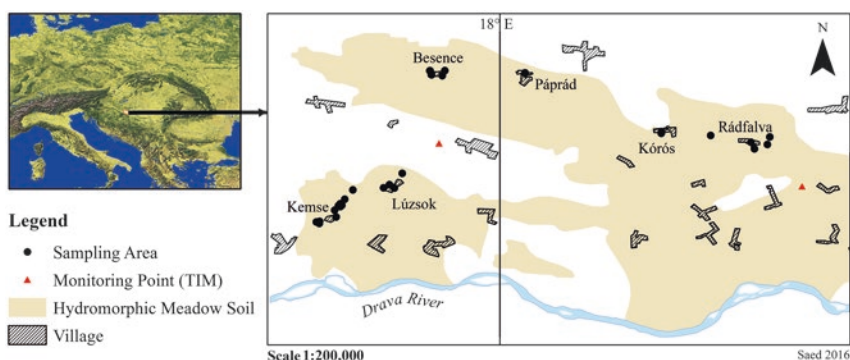 18° E
N
Besence
Páprád
Kórós
Rádfalva
Kemse
Lúzsok
Drava River
Legend
Sampling Area
Monitoring Point (TIM)
Hydromorphic Meadow Soil
Village
Scale 1:200.000
Saed 2016